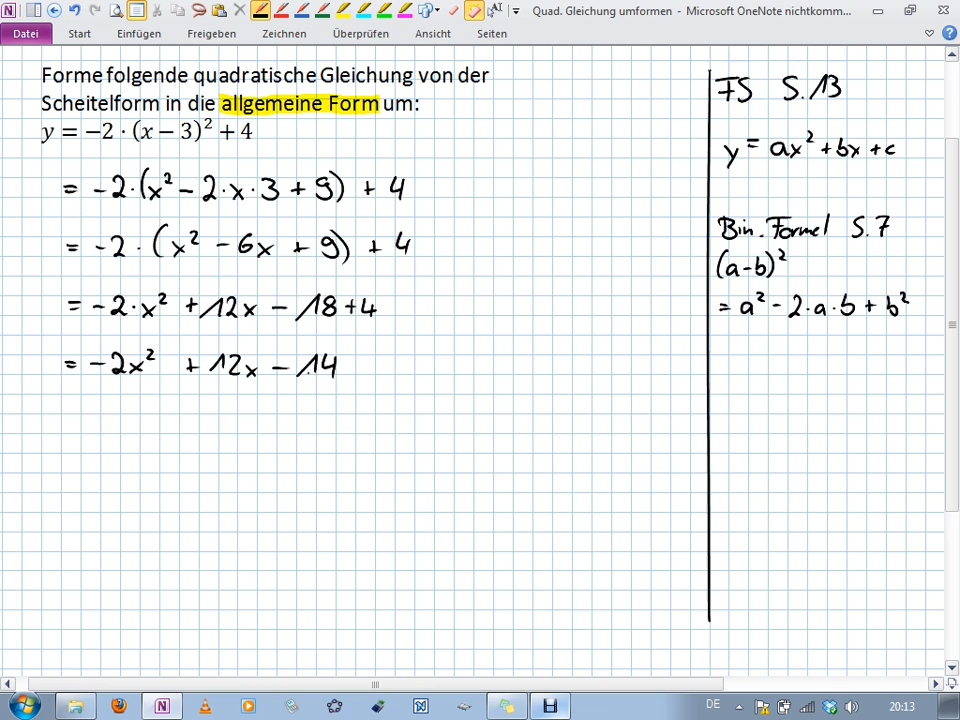 Quad. Gleichung umformen - Microsoft OneNote nichtkomm...
Datei Start Einfügen Freigeben Zeichnen Überprüfen Ansicht Seiten
Forme folgende quadratische Gleichung von der
Scheitelform in die allgemeine Form um:
y = −2 · (x − 3)² + 4
= -2·(x² - 2·x·3 + 9) + 4
= -2 · (x² - 6x + 9) + 4
= -2·x² +12x - 18+4
= -2x² +12x - 14
FS S.13
y = ax² +bx +c
Bin. Formel S.7
(a-b)²
= a² - 2·a·b + b²
DE 20:13